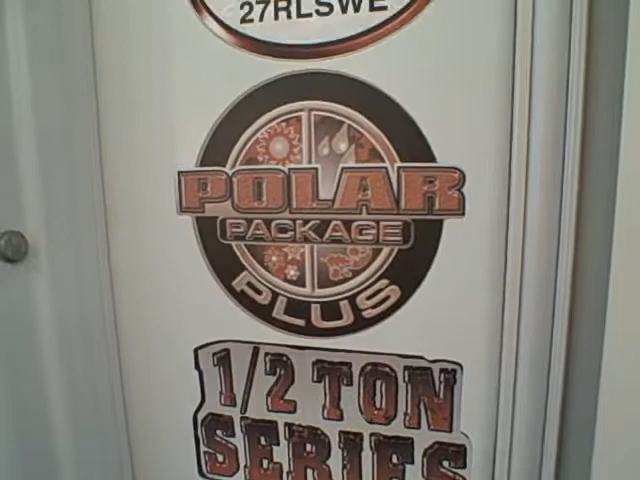 27RLSWE
POLAR
PACKAGE
PLUS
1/2 TON
SERIES